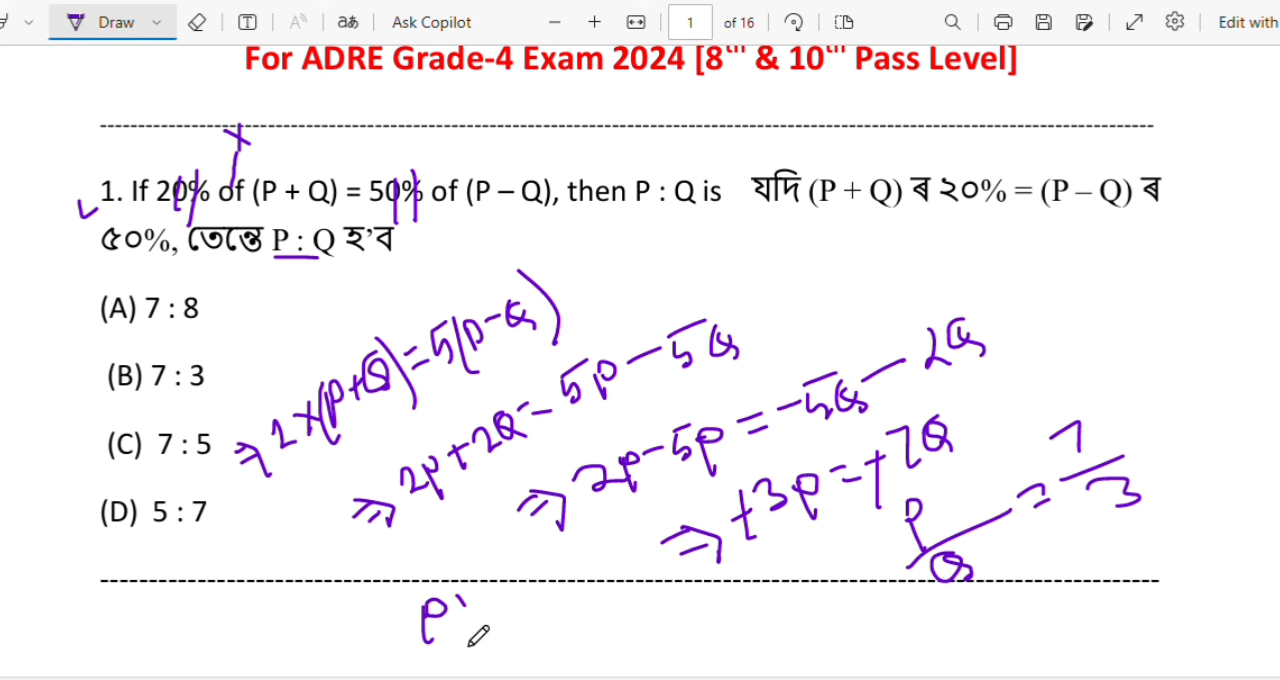 Draw
aあ
Ask Copilot
1 of 16
Edit with
For ADRE Grade-4 Exam 2024 [8th & 10th Pass Level]
1. If 20% of (P + Q) = 50% of (P – Q), then P : Q is যদি (P + Q) ৰ ২০% = (P – Q) ৰ
৫০%, তেন্তে P : Q হ’ব
(A) 7 : 8
(B) 7 : 3
(C) 7 : 5
(D) 5 : 7
⇒ 2×(P+Q)=5(P-Q)
⇒ 2P+2Q=5P-5Q
⇒ 2P-5P=-5Q-2Q
⇒ +3P=+7Q
P/Q = 7/3
P